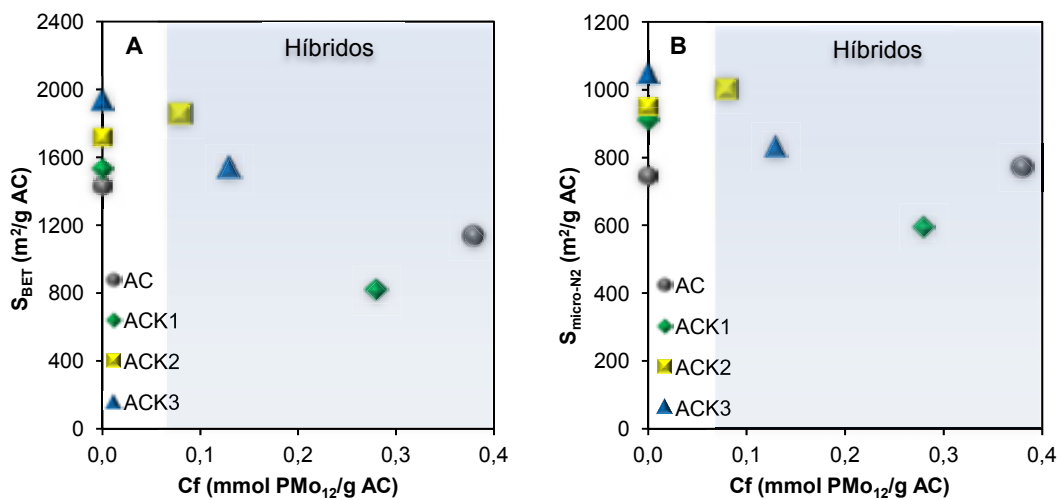 A
Híbridos
2400
2000
1600
1200
800
400
0
S_BET (m²/g AC)
AC
ACK1
ACK2
ACK3
0,0 0,1 0,2 0,3 0,4
Cf (mmol PMo₁₂/g AC)
B
Híbridos
1200
1000
800
600
400
200
0
S_micro-N2 (m²/g AC)
AC
ACK1
ACK2
ACK3
0,0 0,1 0,2 0,3 0,4
Cf (mmol PMo₁₂/g AC)